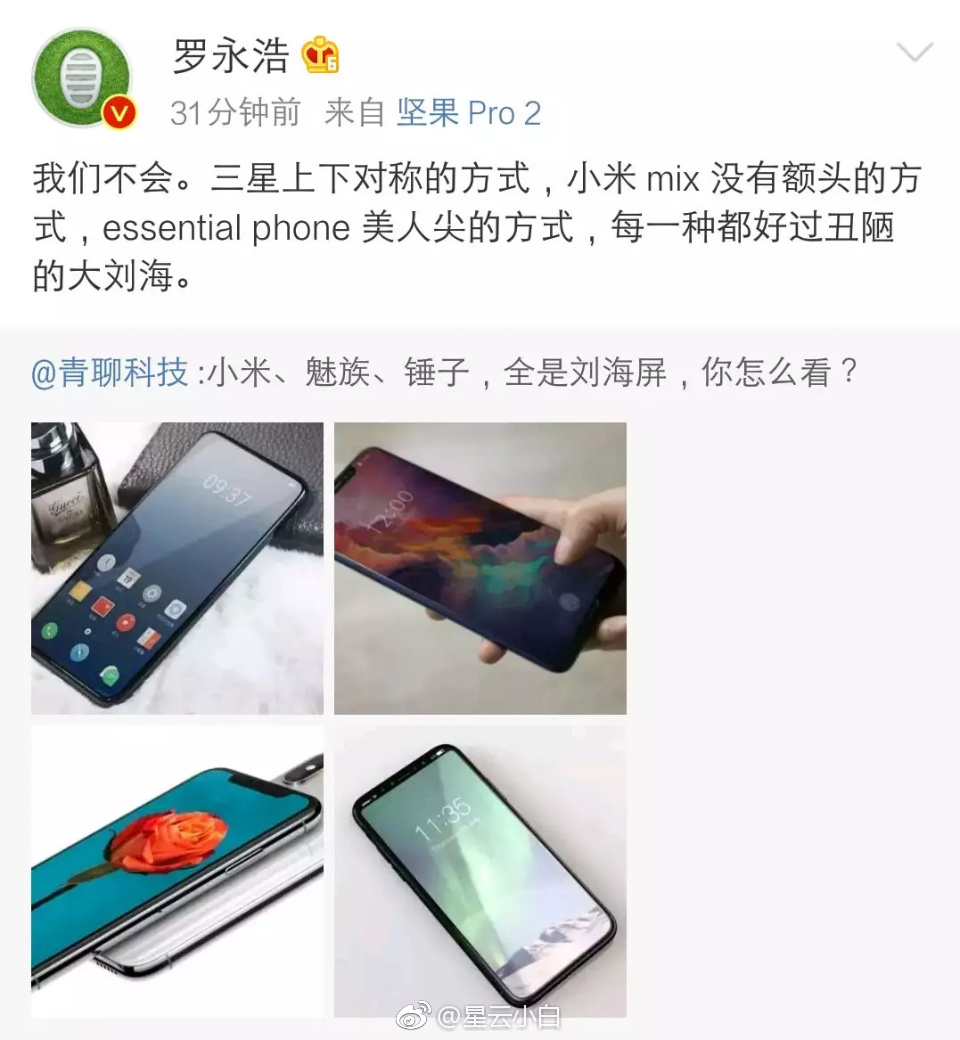 罗永浩
31分钟前 来自 坚果 Pro 2
我们不会。三星上下对称的方式，小米 mix 没有额头的方
式，essential phone 美人尖的方式，每一种都好过丑陋
的大刘海。
@青聊科技 :小米、魅族、锤子，全是刘海屏，你怎么看？
Gucci
09:37
12:00
11:35
@星云小白